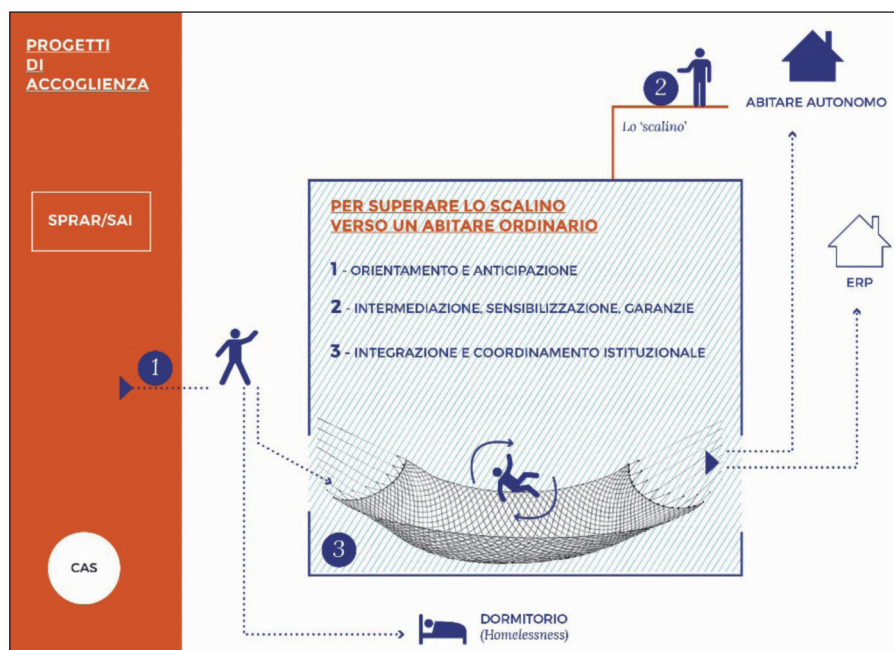 PROGETTI
DI
ACCOGLIENZA
SPRAR/SAI
1
CAS
2
Lo ‘scalino’
ABITARE AUTONOMO
ERP
PER SUPERARE LO SCALINO
VERSO UN ABITARE ORDINARIO
1 - ORIENTAMENTO E ANTICIPAZIONE
2 - INTERMEDIAZIONE, SENSIBILIZZAZIONE, GARANZIE
3 - INTEGRAZIONE E COORDINAMENTO ISTITUZIONALE
3
DORMITORIO
(Homelessness)